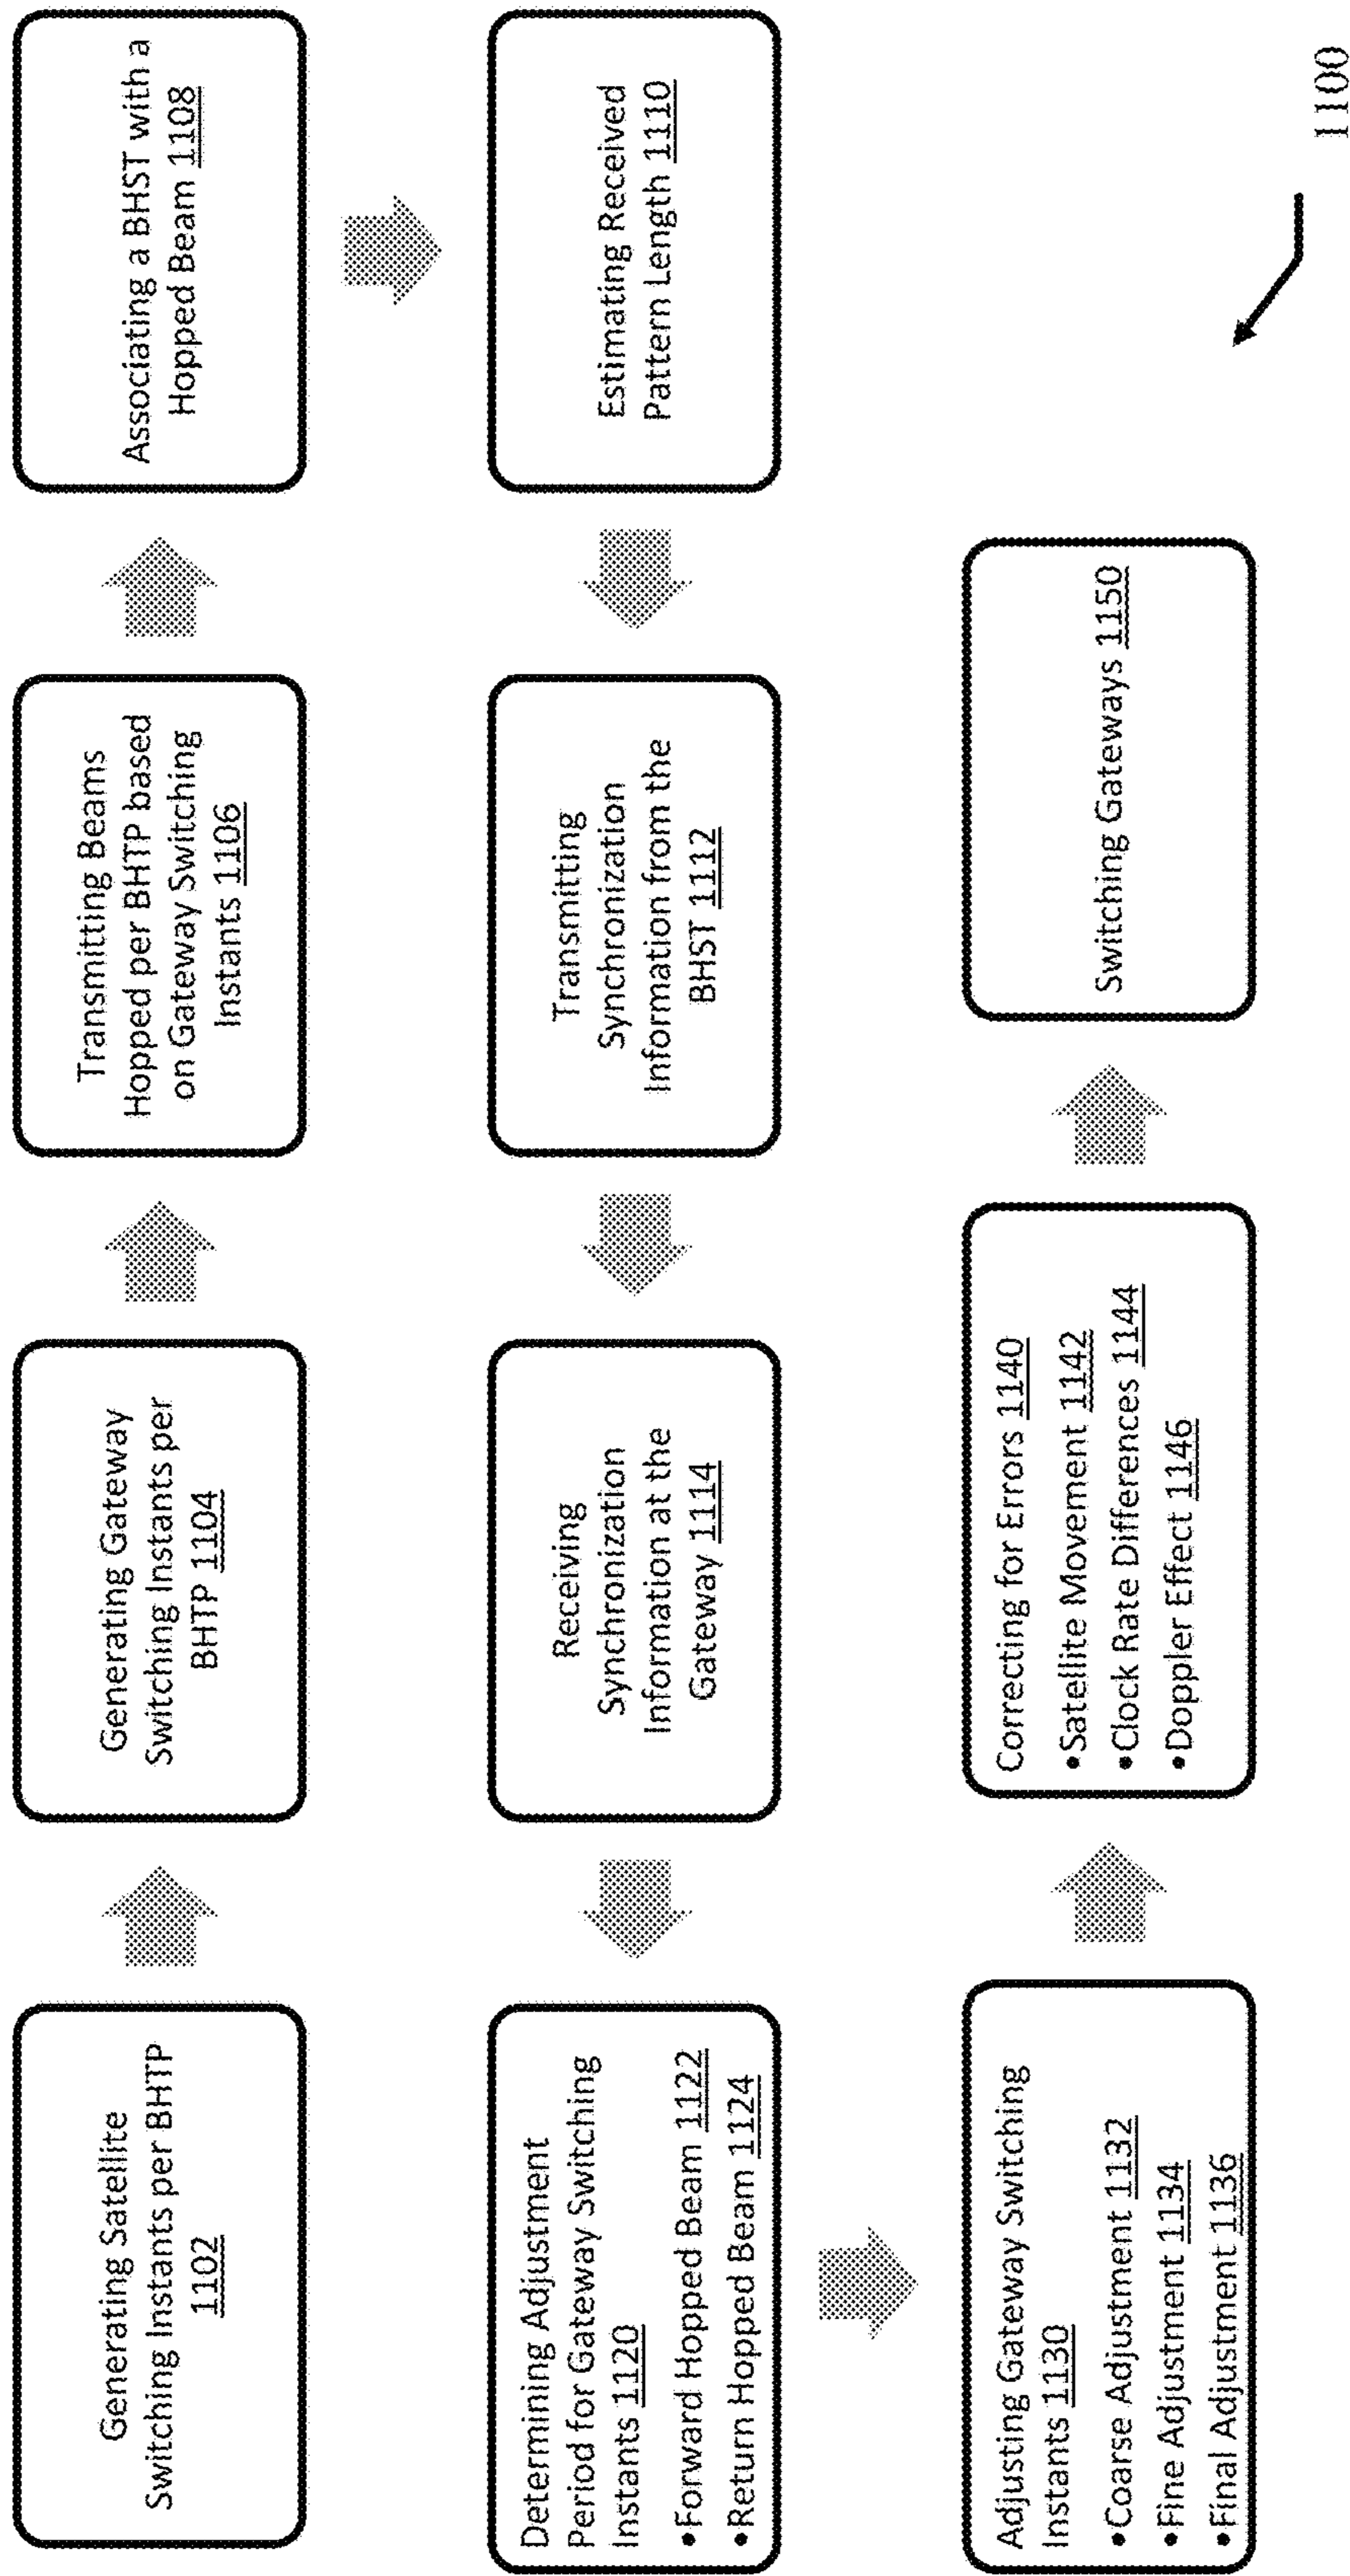 Generating Satellite
Switching Instants per BHTP
1102
Generating Gateway
Switching Instants per
BHTP 1104
Transmitting Beams
Hopped per BHTP based
on Gateway Switching
Instants 1106
Associating a BHST with a
Hopped Beam 1108
Estimating Received
Pattern Length 1110
Transmitting
Synchronization
Information from the
BHST 1112
Receiving
Synchronization
Information at the
Gateway 1114
Determining Adjustment
Period for Gateway Switching
Instants 1120
•Forward Hopped Beam 1122
•Return Hopped Beam 1124
Adjusting Gateway Switching
Instants 1130
•Coarse Adjustment 1132
•Fine Adjustment 1134
•Final Adjustment 1136
Correcting for Errors 1140
•Satellite Movement 1142
•Clock Rate Differences 1144
•Doppler Effect 1146
Switching Gateways 1150
1100